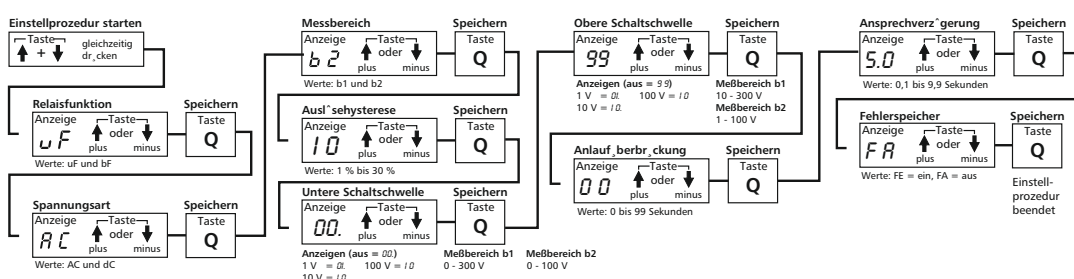 Einstellprozedur starten
Taste
+
gleichzeitig
dr¸cken
Relaisfunktion
Speichern
Anzeige
Taste
oder
plus
minus
uF
Taste
Q
Werte: uF und bF
Spannungsart
Speichern
Anzeige
Taste
oder
plus
minus
AC
Taste
Q
Werte: AC und dC
Messbereich
Speichern
Anzeige
Taste
oder
plus
minus
b2
Taste
Q
Werte: b1 und b2
Auslˆsehysterese
Speichern
Anzeige
Taste
oder
plus
minus
10
Taste
Q
Werte: 1 % bis 30 %
Untere Schaltschwelle
Speichern
Anzeige
Taste
oder
plus
minus
00.
Taste
Q
Anzeigen (aus = 00.)
1 V = 01. 100 V = 10
10 V = 10.
Meßbereich b1
0 - 300 V
Meßbereich b2
0 - 100 V
Obere Schaltschwelle
Speichern
Anzeige
Taste
oder
plus
minus
99
Taste
Q
Anzeigen (aus = 99)
1 V = 01. 100 V = 10
10 V = 10.
Meßbereich b1
10 - 300 V
Meßbereich b2
1 - 100 V
Anlauf¸berbr¸ckung
Speichern
Anzeige
Taste
oder
plus
minus
00
Taste
Q
Werte: 0 bis 99 Sekunden
Ansprechverzˆgerung
Speichern
Anzeige
Taste
oder
plus
minus
5.0
Taste
Q
Werte: 0,1 bis 9,9 Sekunden
Fehlerspeicher
Speichern
Anzeige
Taste
oder
plus
minus
FA
Taste
Q
Werte: FE = ein, FA = aus
Einstell-
prozedur
beendet